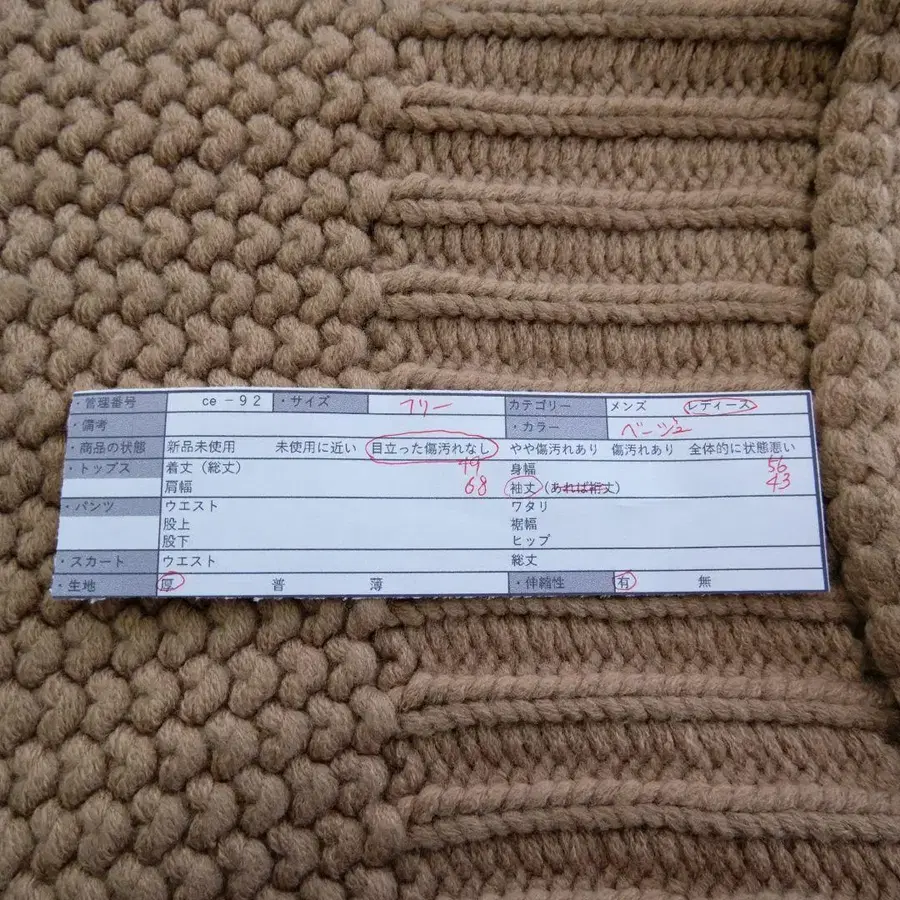 ・管理番号 ce－92 ・サイズ フリー カテゴリー メンズ レディース
・備考 ・カラー ベージュ
・商品の状態 新品未使用 未使用に近い 目立った傷汚れなし やや傷汚れあり 傷汚れあり 全体的に状態悪い
・トップス 着丈（総丈） 49 身幅 56
肩幅 68 袖丈（あれば裄丈） 43
・パンツ ウエスト ワタリ
股上 裾幅
股下 ヒップ
・スカート ウエスト 総丈
・生地 厚 普 薄 ・伸縮性 有 無